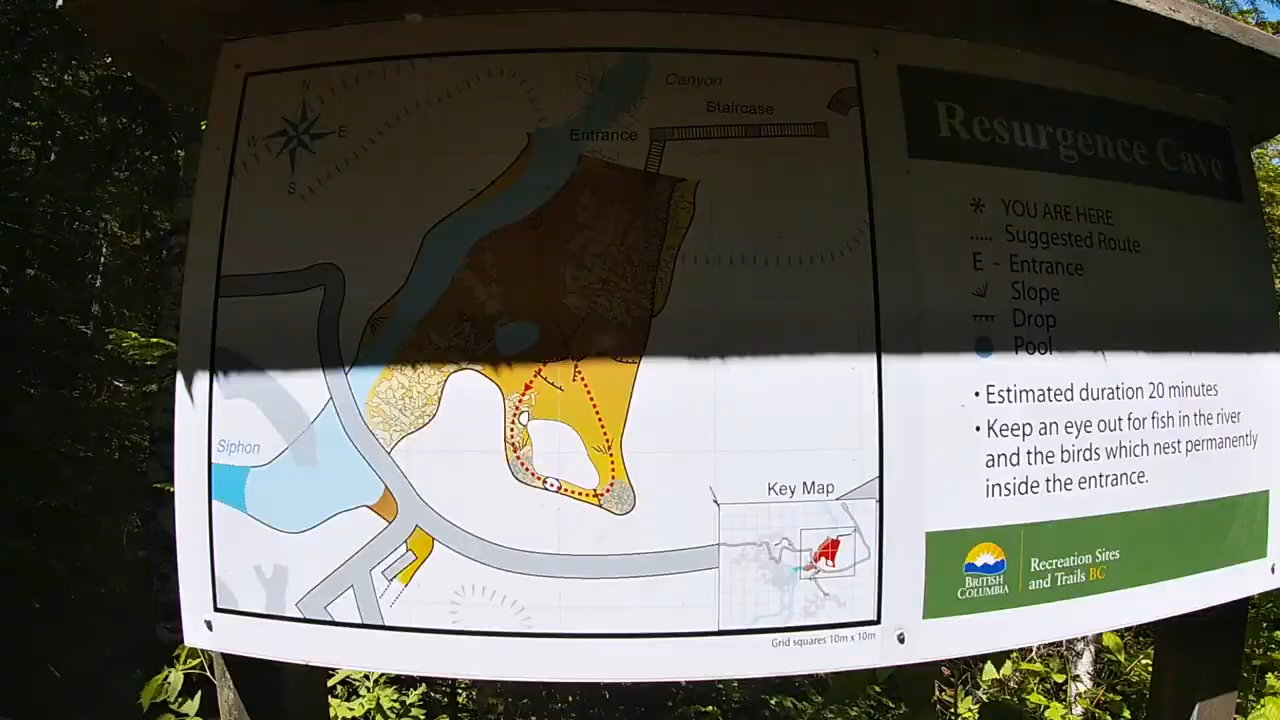 N
W
E
S
Canyon
Staircase
Entrance
Siphon
Key Map
Grid squares 10m x 10m
Resurgence Cave
* YOU ARE HERE
..... Suggested Route
E - Entrance
Slope
Drop
Pool
• Estimated duration 20 minutes
• Keep an eye out for fish in the river
and the birds which nest permanently
inside the entrance.
BRITISH
COLUMBIA
Recreation Sites
and Trails BC